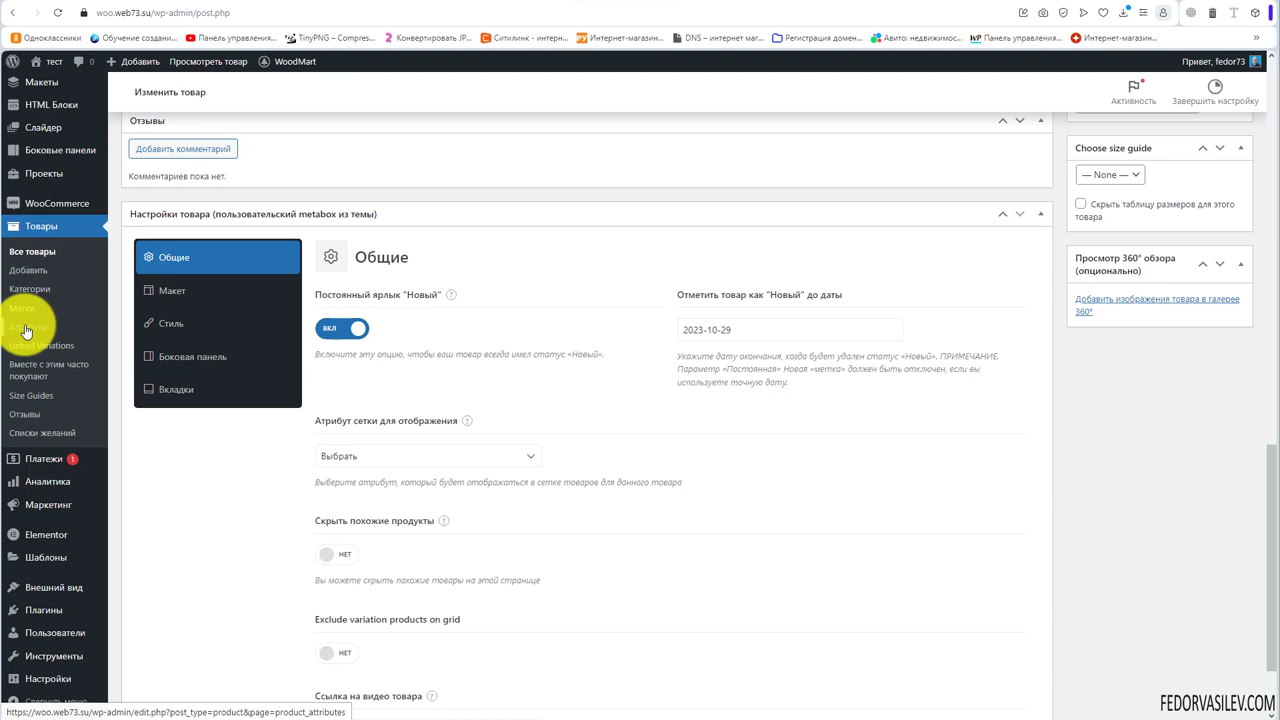 woo.web73.su/wp-admin/post.php
Одноклассники
Обучение создани...
Панель управления...
TinyPNG – Compres...
Конвертировать JP...
Ситилинк - интерн...
Интернет-магазин...
DNS – интернет маг...
Регистрация домен...
Авито: недвижимос...
Панель управления...
Интернет-магазин...
тест
0
Добавить
Просмотреть товар
WoodMart
Привет, fedor73
Макеты
HTML Блоки
Слайдер
Боковые панели
Проекты
WooCommerce
Товары
Все товары
Добавить
Категории
Метки
Атрибуты
Linked Variations
Вместе с этим часто
покупают
Size Guides
Отзывы
Списки желаний
Платежи 1
Аналитика
Маркетинг
Elementor
Шаблоны
Внешний вид
Плагины
Пользователи
Инструменты
Настройки
Свернуть меню
Изменить товар
Активность
Завершить настройку
Отзывы
Добавить комментарий
Комментариев пока нет.
Настройки товара (пользовательский metabox из темы)
Общие
Макет
Стиль
Боковая панель
Вкладки
Общие
Постоянный ярлык "Новый"
ВКЛ
Включите эту опцию, чтобы ваш товар всегда имел статус «Новый».
Отметить товар как "Новый" до даты
2023-10-29
Укажите дату окончания, когда будет удален статус «Новый». ПРИМЕЧАНИЕ.
Параметр «Постоянная» Новая «метка» должен быть отключен, если вы
используете точную дату.
Атрибут сетки для отображения
Выбрать
Выберите атрибут, который будет отображаться в сетке товаров для данного товара
Скрыть похожие продукты
НЕТ
Вы можете скрыть похожие товары на этой странице
Exclude variation products on grid
НЕТ
Ссылка на видео товара
Choose size guide
— None —
Скрыть таблицу размеров для этого
товара
Просмотр 360° обзора
(опционально)
Добавить изображения товара в галерее
360°
https://woo.web73.su/wp-admin/edit.php?post_type=product&page=product_attributes
FEDORVASILEV.COM